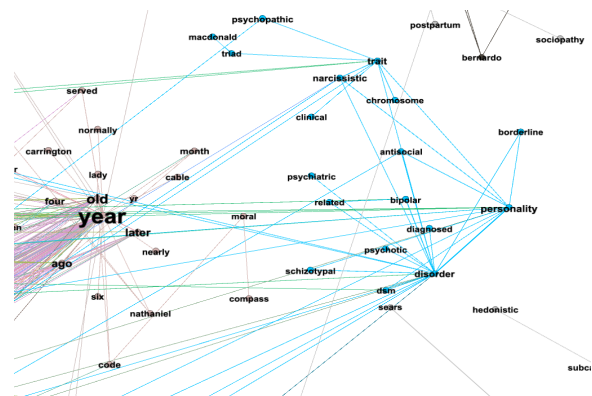 psychopathic
postpartum
macdonald
sociopathy
triad
bernardo
trait
narcissistic
served
chromosome
clinical
normally
borderline
carrington
month
antisocial
r
lady
cable
psychiatric
four
old
yr
related
bipolar
personality
year
moral
in
later
diagnosed
nearly
psychotic
ago
schizotypal
disorder
six
compass
dsm
nathaniel
sears
hedonistic
code
subca